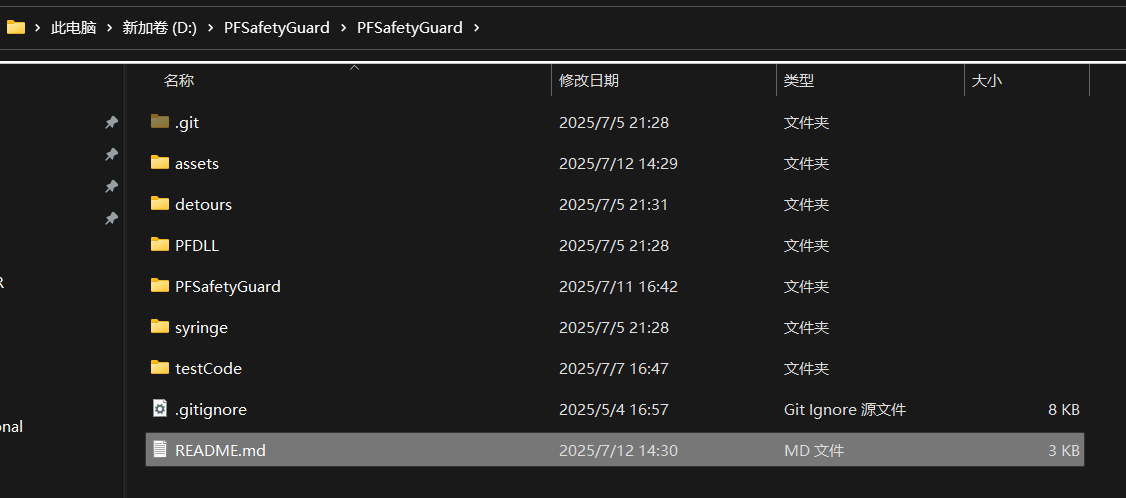 此电脑 新加卷 (D:) PFSafetyGuard PFSafetyGuard
名称 修改日期 类型 大小
.git 2025/7/5 21:28 文件夹
assets 2025/7/12 14:29 文件夹
detours 2025/7/5 21:31 文件夹
PFDLL 2025/7/5 21:28 文件夹
R
PFSafetyGuard 2025/7/11 16:42 文件夹
syringe 2025/7/5 21:28 文件夹
testCode 2025/7/7 16:47 文件夹
.gitignore 2025/5/4 16:57 Git Ignore 源文件 8 KB
onal
README.md 2025/7/12 14:30 MD 文件 3 KB